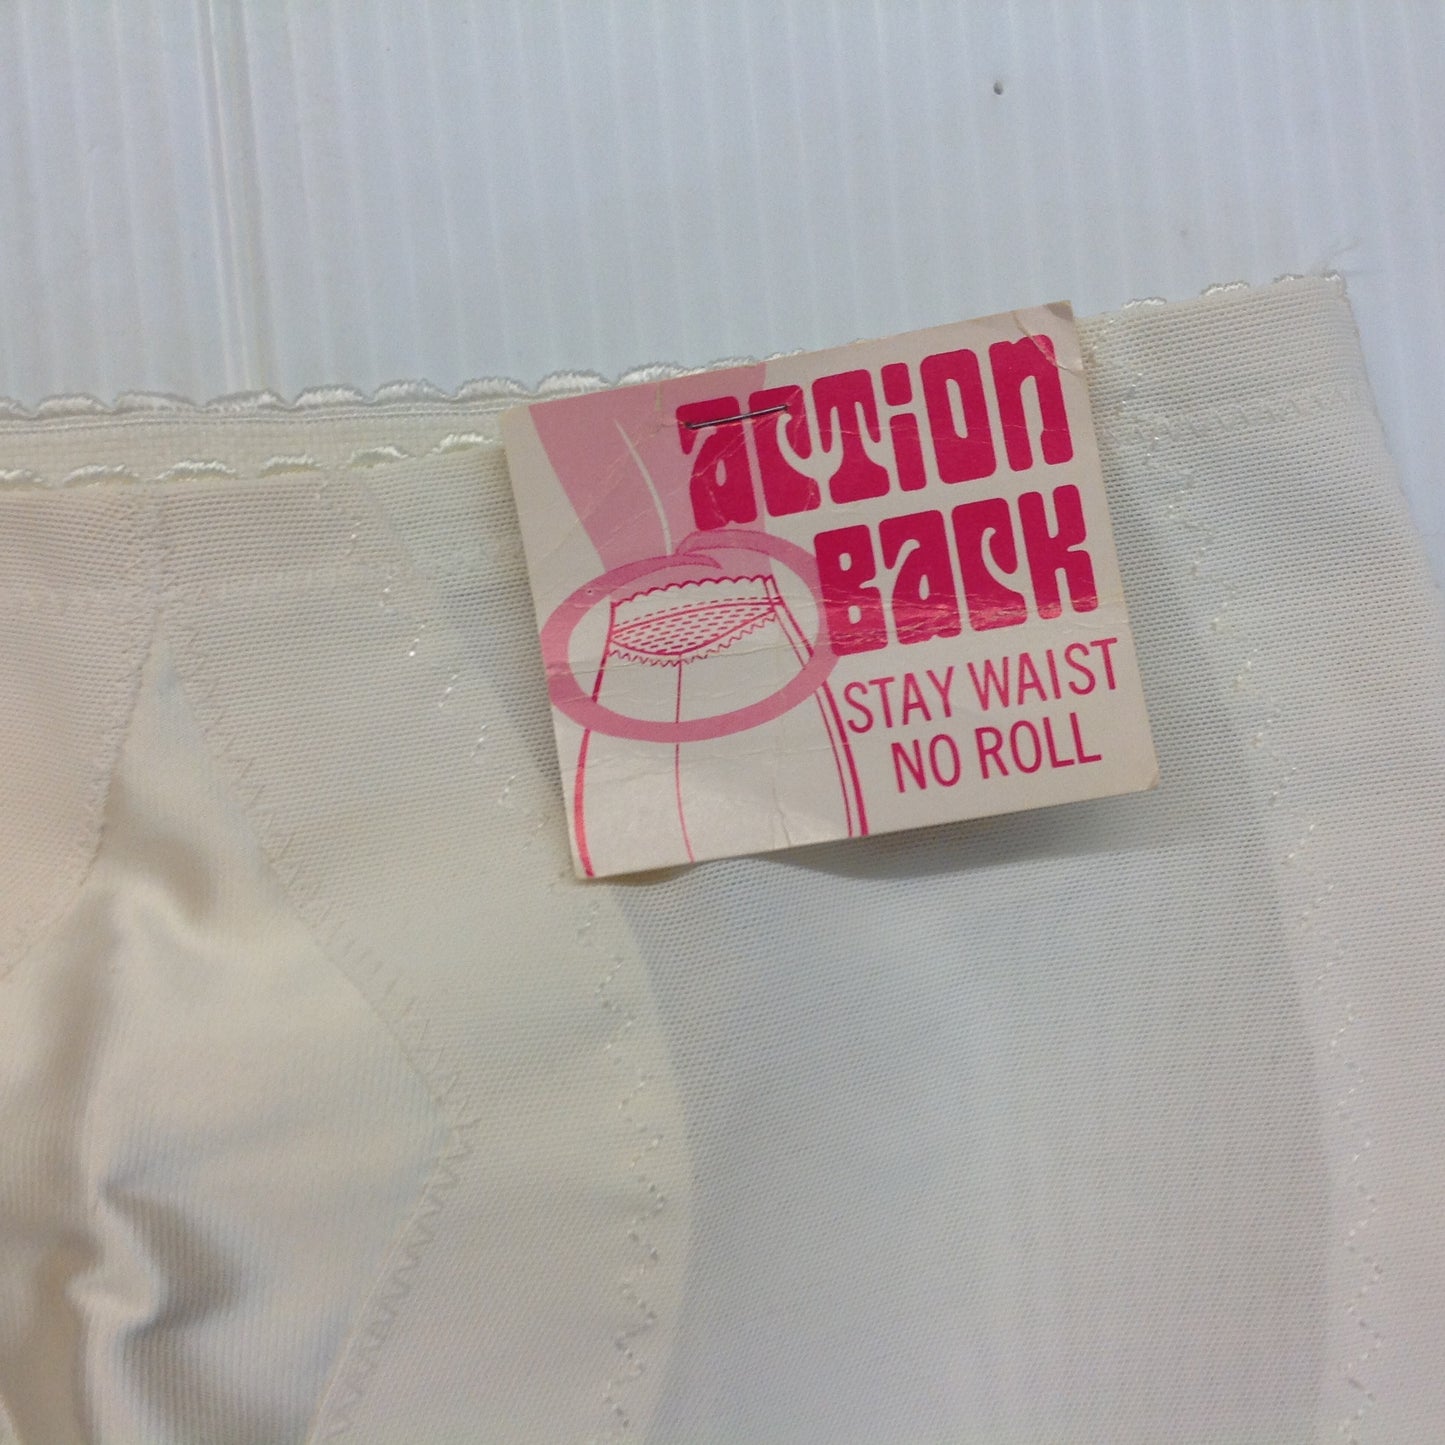 ACTION
BACK
STAY WAIST
NO ROLL